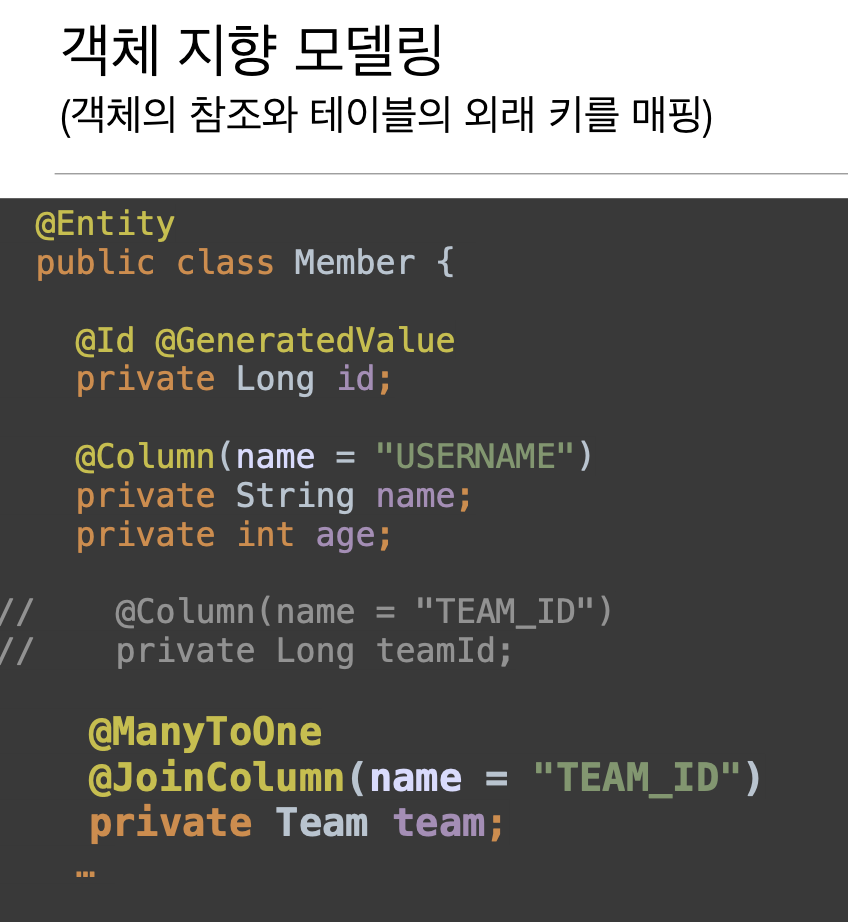 객체 지향 모델링
(객체의 참조와 테이블의 외래 키를 매핑)
@Entity
public class Member {
@Id @GeneratedValue
private Long id;
@Column(name = "USERNAME")
private String name;
private int age;
//    @Column(name = "TEAM_ID")
//    private Long teamId;
@ManyToOne
@JoinColumn(name = "TEAM_ID")
private Team team;
…